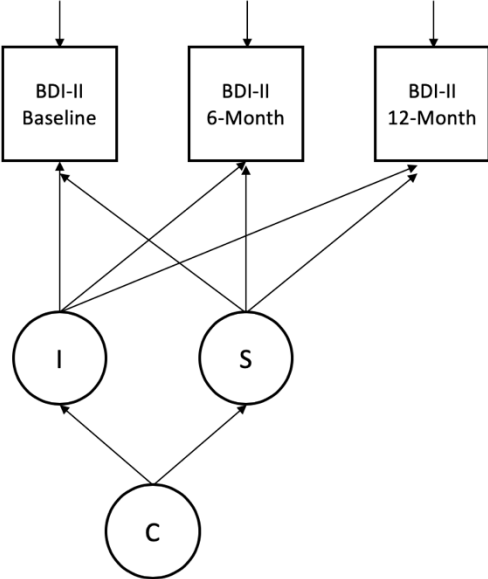 BDI-II
Baseline
BDI-II
6-Month
BDI-II
12-Month
I
S
C